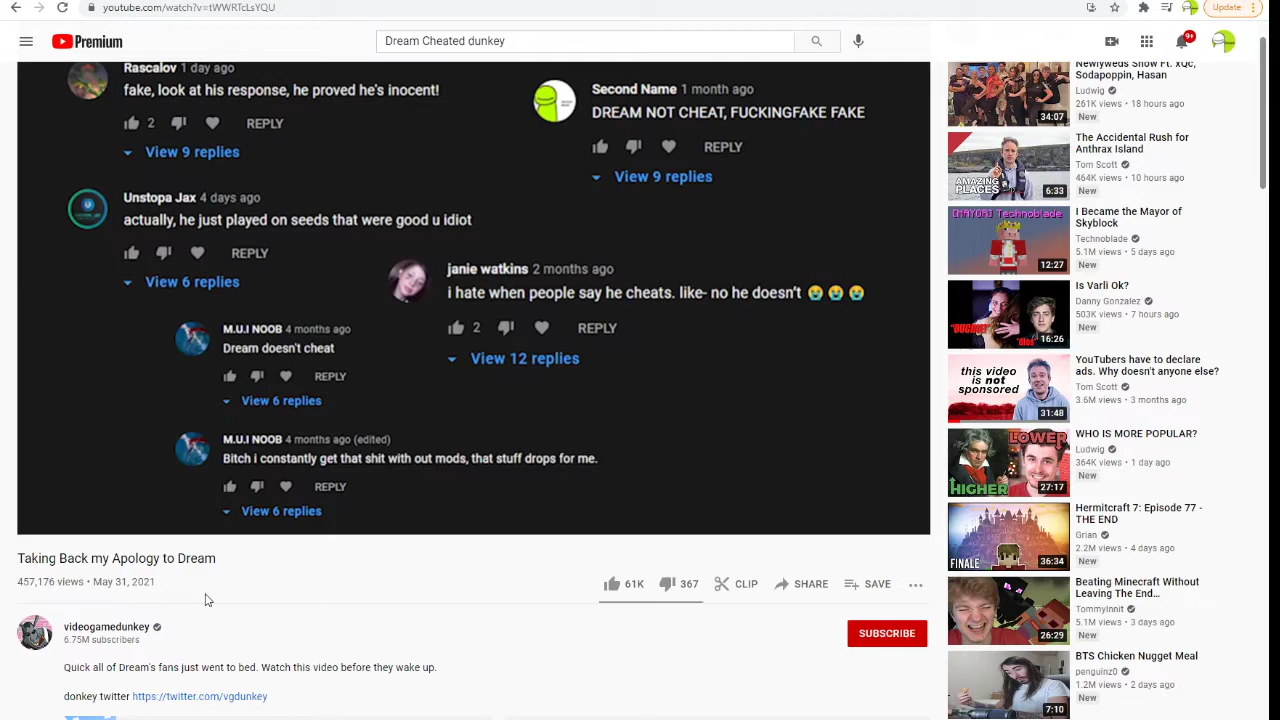 youtube.com/watch?v=tWWRTcLsYQU
Update
Premium
Dream Cheated dunkey
9+
Rascalov 1 day ago
fake, look at his response, he proved he's inocent!
2 REPLY
View 9 replies
Second Name 1 month ago
DREAM NOT CHEAT, FUCKINGFAKE FAKE
REPLY
View 9 replies
Unstopa Jax 4 days ago
actually, he just played on seeds that were good u idiot
REPLY
View 6 replies
janie watkins 2 months ago
i hate when people say he cheats. like- no he doesn't 😭😭😭
2 REPLY
View 12 replies
M.U.I NOOB 4 months ago
Dream doesn't cheat
REPLY
View 6 replies
M.U.I NOOB 4 months ago (edited)
Bitch i constantly get that shit with out mods, that stuff drops for me.
REPLY
View 6 replies
Taking Back my Apology to Dream
457,176 views • May 31, 2021
61K 367 CLIP SHARE SAVE
videogamedunkey
6.75M subscribers
SUBSCRIBE
Quick all of Dream's fans just went to bed. Watch this video before they wake up.
donkey twitter https://twitter.com/vgdunkey
Newlyweds Show Ft. xQc,
Sodapoppin, Hasan
Ludwig
261K views • 18 hours ago
New
34:07
The Accidental Rush for
Anthrax Island
Tom Scott
464K views • 10 hours ago
New
AMAZING
PLACES
6:33
I Became the Mayor of
Skyblock
Technoblade
5.1M views • 5 days ago
New
[MAYOR] Technoblade
12:27
Is Varli Ok?
Danny Gonzalez
503K views • 7 hours ago
New
"OUCH!!"
*dies*
16:26
YouTubers have to declare
ads. Why doesn't anyone else?
Tom Scott
3.6M views • 3 months ago
this video
is not
sponsored
31:48
WHO IS MORE POPULAR?
Ludwig
364K views • 1 day ago
New
LOWER
HIGHER
27:17
Hermitcraft 7: Episode 77 -
THE END
Grian
2.2M views • 4 days ago
New
FINALE
36:34
Beating Minecraft Without
Leaving The End...
TommyInnit
5.1M views • 3 days ago
New
26:29
BTS Chicken Nugget Meal
penguinz0
1.2M views • 2 days ago
New
7:10